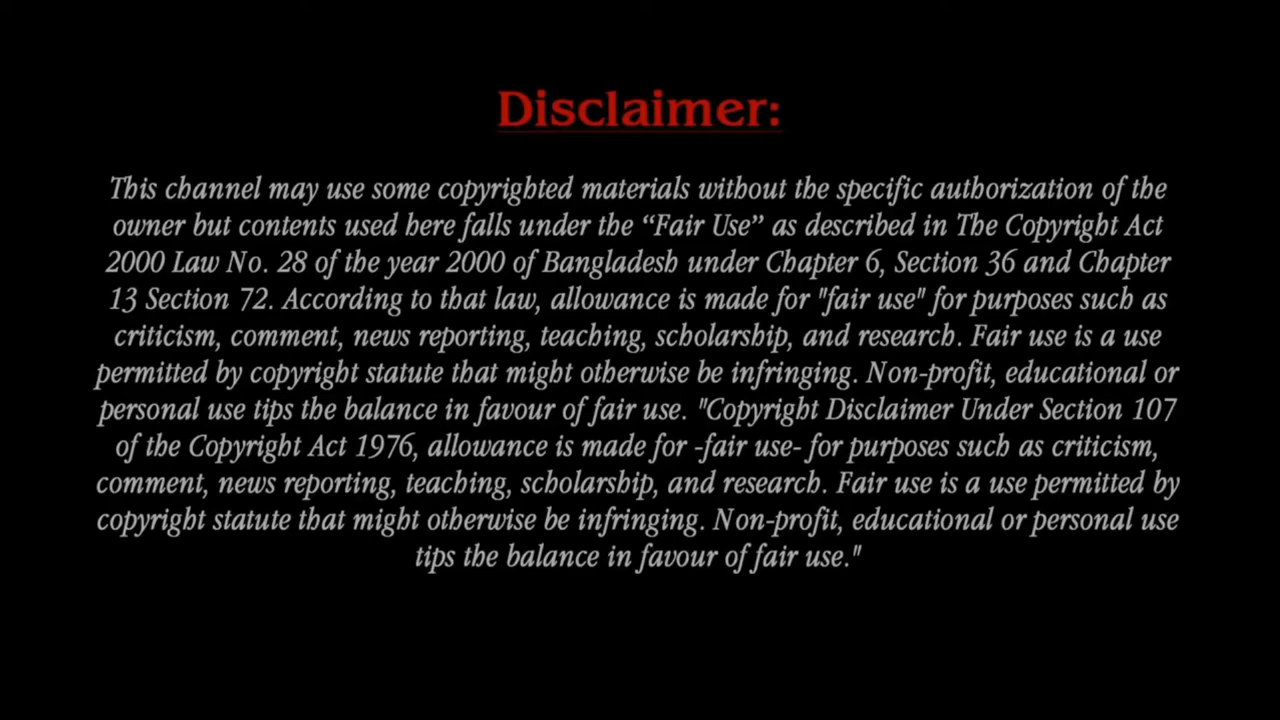 Disclaimer:
This channel may use some copyrighted materials without the specific authorization of the
owner but contents used here falls under the “Fair Use” as described in The Copyright Act
2000 Law No. 28 of the year 2000 of Bangladesh under Chapter 6, Section 36 and Chapter
13 Section 72. According to that law, allowance is made for "fair use" for purposes such as
criticism, comment, news reporting, teaching, scholarship, and research. Fair use is a use
permitted by copyright statute that might otherwise be infringing. Non-profit, educational or
personal use tips the balance in favour of fair use. "Copyright Disclaimer Under Section 107
of the Copyright Act 1976, allowance is made for -fair use- for purposes such as criticism,
comment, news reporting, teaching, scholarship, and research. Fair use is a use permitted by
copyright statute that might otherwise be infringing. Non-profit, educational or personal use
tips the balance in favour of fair use."